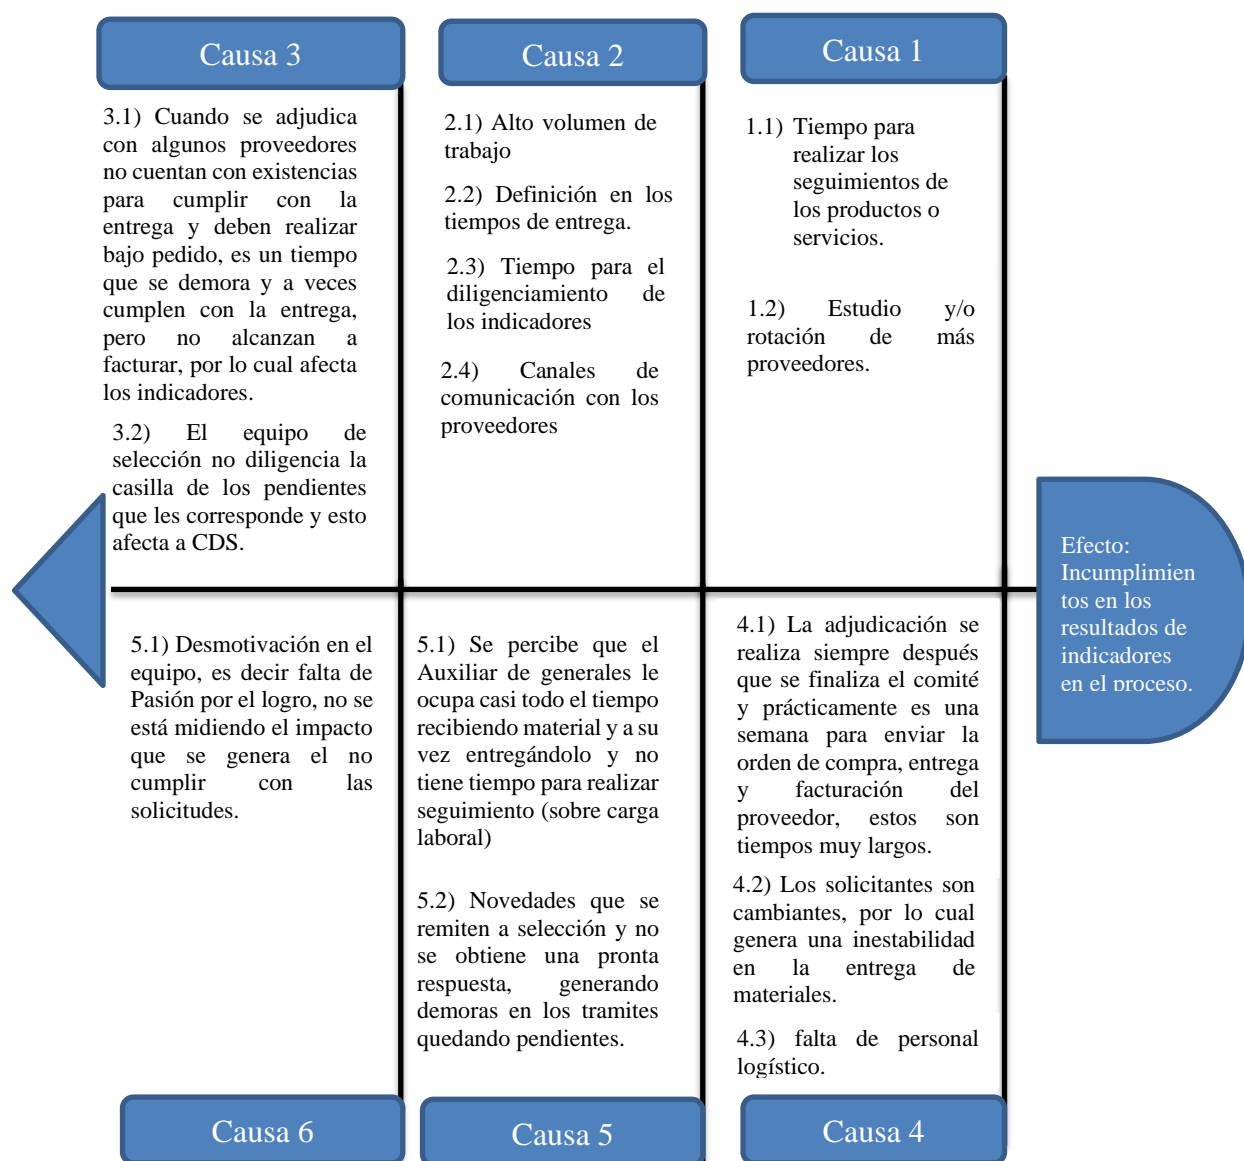 Causa 3
3.1) Cuando se adjudica
con algunos proveedores
no cuentan con existencias
para cumplir con la
entrega y deben realizar
bajo pedido, es un tiempo
que se demora y a veces
cumplen con la entrega,
pero no alcanzan a
facturar, por lo cual afecta
los indicadores.
3.2) El equipo de
selección no diligencia la
casilla de los pendientes
que les corresponde y esto
afecta a CDS.
Causa 2
2.1) Alto volumen de
trabajo
2.2) Definición en los
tiempos de entrega.
2.3) Tiempo para el
diligenciamiento de
los indicadores
2.4) Canales de
comunicación con los
proveedores
Causa 1
1.1) Tiempo para
realizar los
seguimientos de
los productos o
servicios.
1.2) Estudio y/o
rotación de más
proveedores.
Efecto:
Incumplimien
tos en los
resultados de
indicadores
en el proceso.
5.1) Desmotivación en el
equipo, es decir falta de
Pasión por el logro, no se
está midiendo el impacto
que se genera el no
cumplir con las
solicitudes.
Causa 6
5.1) Se percibe que el
Auxiliar de generales le
ocupa casi todo el tiempo
recibiendo material y a su
vez entregándolo y no
tiene tiempo para realizar
seguimiento (sobre carga
laboral)
5.2) Novedades que se
remiten a selección y no
se obtiene una pronta
respuesta, generando
demoras en los tramites
quedando pendientes.
Causa 5
4.1) La adjudicación se
realiza siempre después
que se finaliza el comité
y prácticamente es una
semana para enviar la
orden de compra, entrega
y facturación del
proveedor, estos son
tiempos muy largos.
4.2) Los solicitantes son
cambiantes, por lo cual
genera una inestabilidad
en la entrega de
materiales.
4.3) falta de personal
logístico.
Causa 4